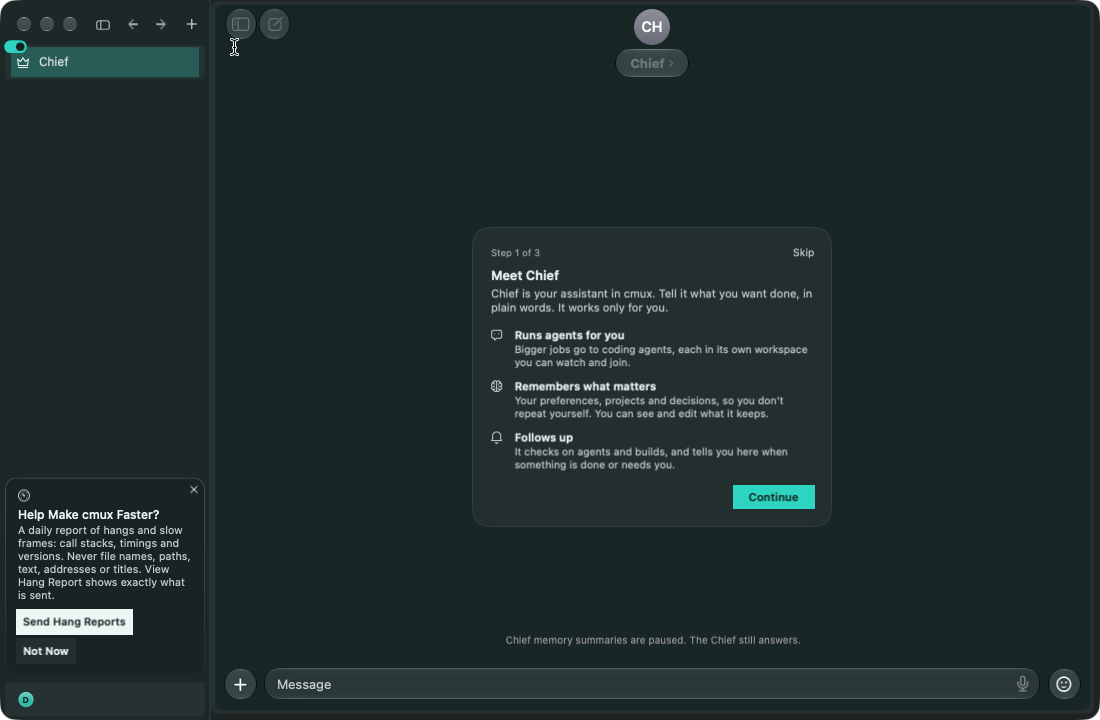 CH
Chief
Chief
Step 1 of 3
Skip
Meet Chief
Chief is your assistant in cmux. Tell it what you want done, in
plain words. It works only for you.
Runs agents for you
Bigger jobs go to coding agents, each in its own workspace
you can watch and join.
Remembers what matters
Your preferences, projects and decisions, so you don't
repeat yourself. You can see and edit what it keeps.
Follows up
It checks on agents and builds, and tells you here when
something is done or needs you.
Continue
Help Make cmux Faster?
A daily report of hangs and slow
frames: call stacks, timings and
versions. Never file names, paths,
text, addresses or titles. View
Hang Report shows exactly what
is sent.
Send Hang Reports
Not Now
Chief memory summaries are paused. The Chief still answers.
Message
D